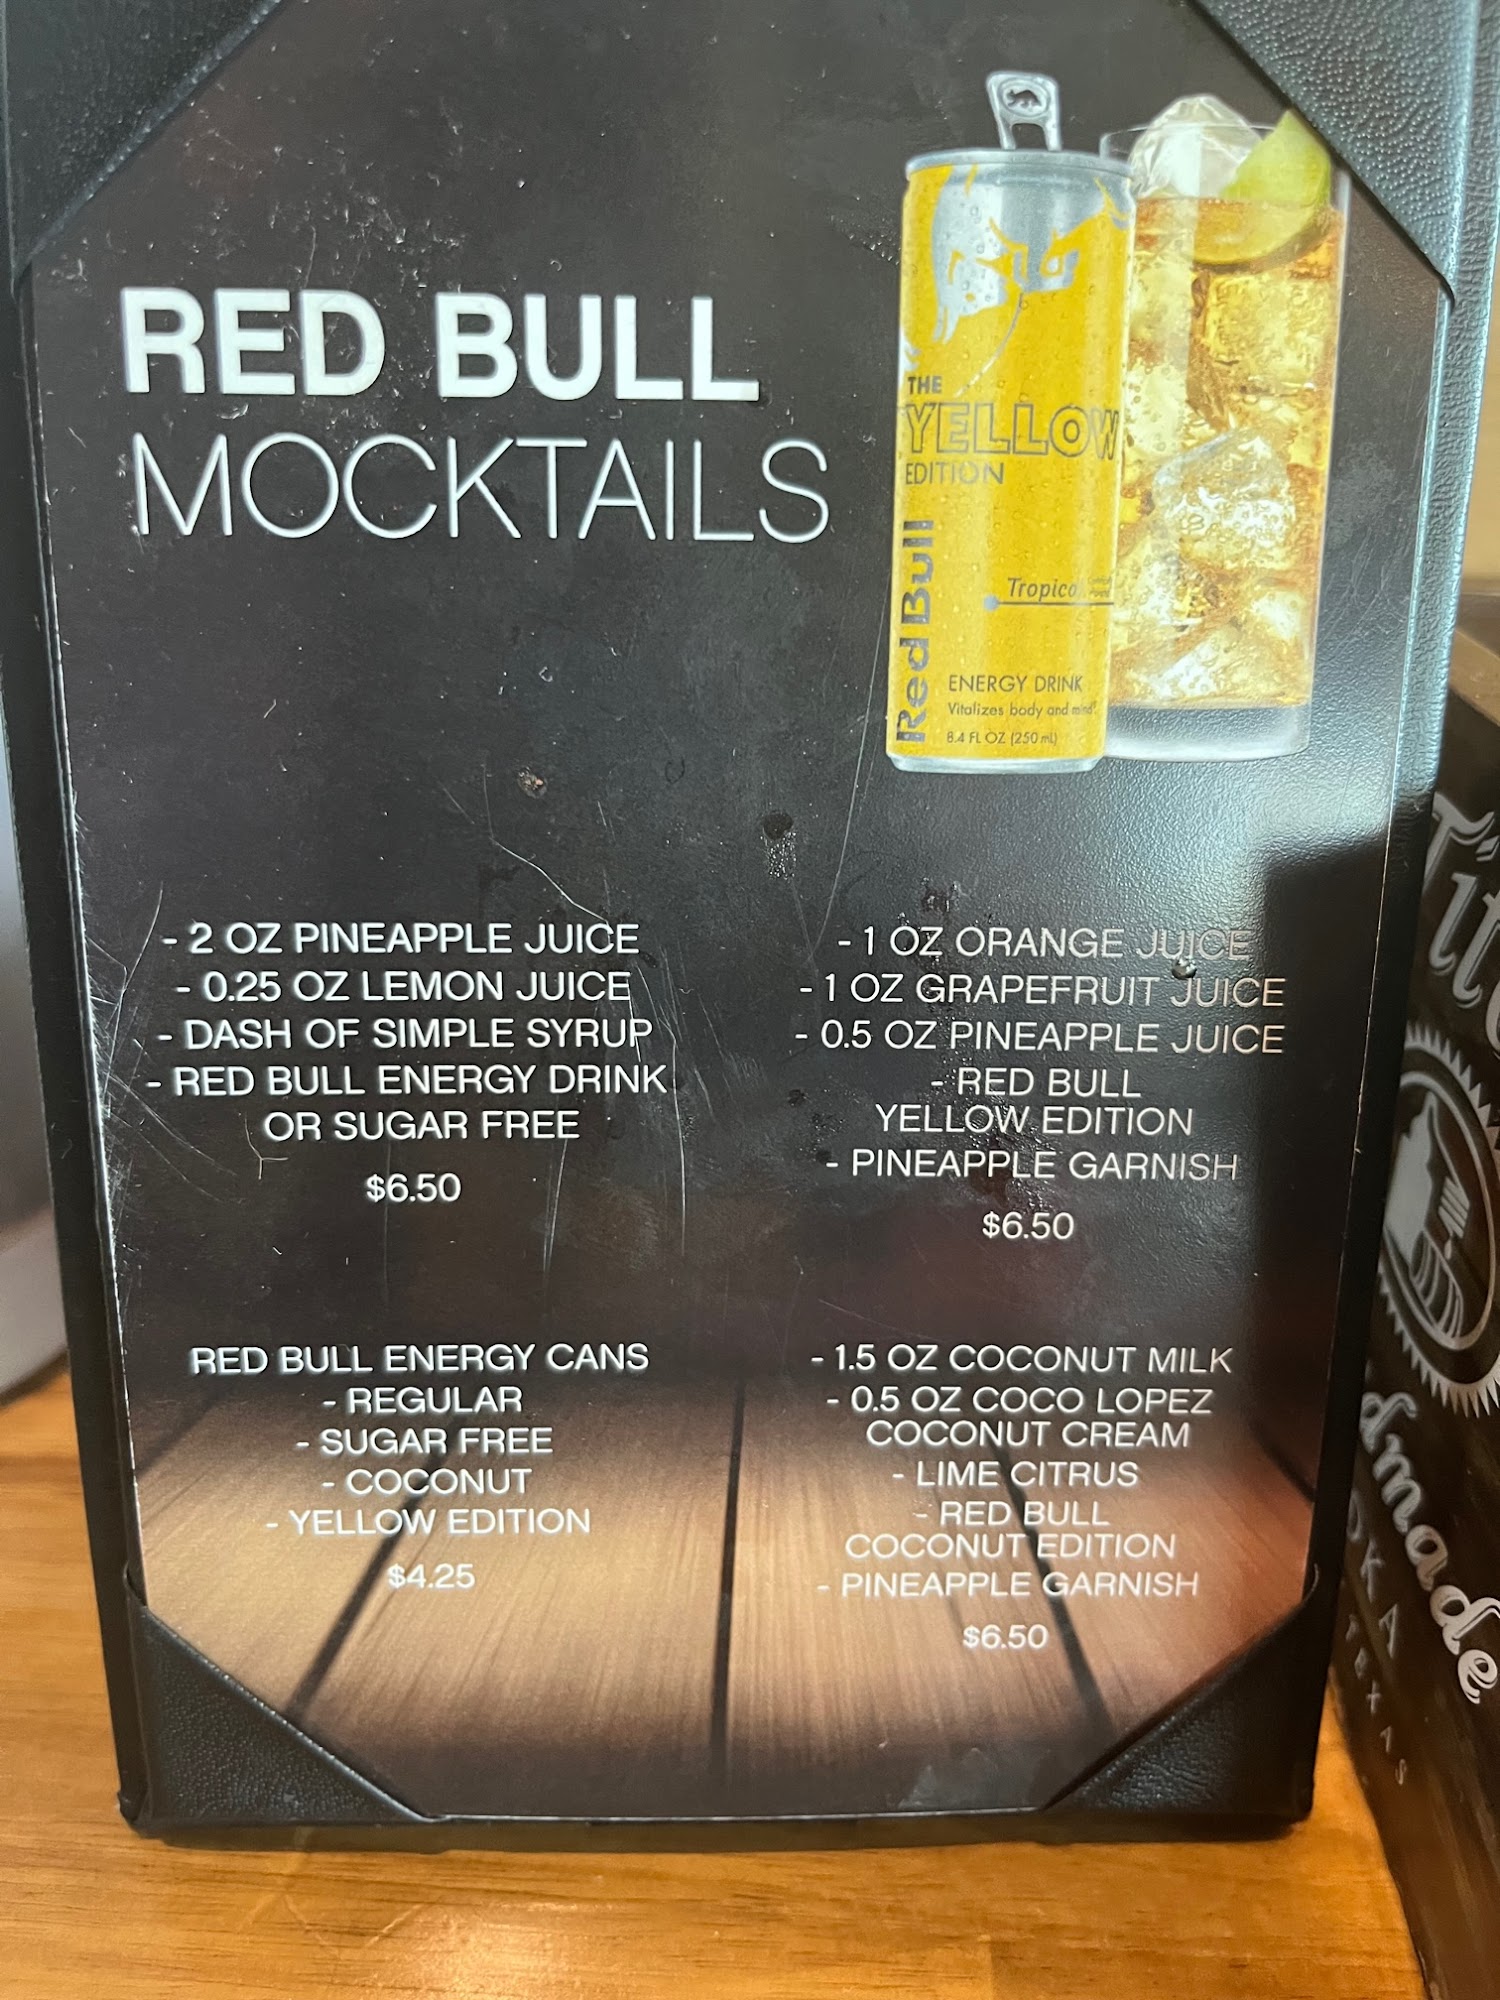 RED BULL
MOCKTAILS
THE
YELLOW
EDITION
Red Bull
Tropical
ENERGY DRINK
Vitalizes body and mind.
8.4 FL OZ (250 mL)
- 2 OZ PINEAPPLE JUICE
- 0.25 OZ LEMON JUICE
- DASH OF SIMPLE SYRUP
- RED BULL ENERGY DRINK
OR SUGAR FREE
$6.50
- 1 OZ ORANGE JUICE
- 1 OZ GRAPEFRUIT JUICE
- 0.5 OZ PINEAPPLE JUICE
- RED BULL
YELLOW EDITION
- PINEAPPLE GARNISH
$6.50
RED BULL ENERGY CANS
- REGULAR
- SUGAR FREE
- COCONUT
- YELLOW EDITION
$4.25
- 1.5 OZ COCONUT MILK
- 0.5 OZ COCO LOPEZ
COCONUT CREAM
- LIME CITRUS
- RED BULL
COCONUT EDITION
- PINEAPPLE GARNISH
$6.50
Tito
dmade
DKA
TEXAS